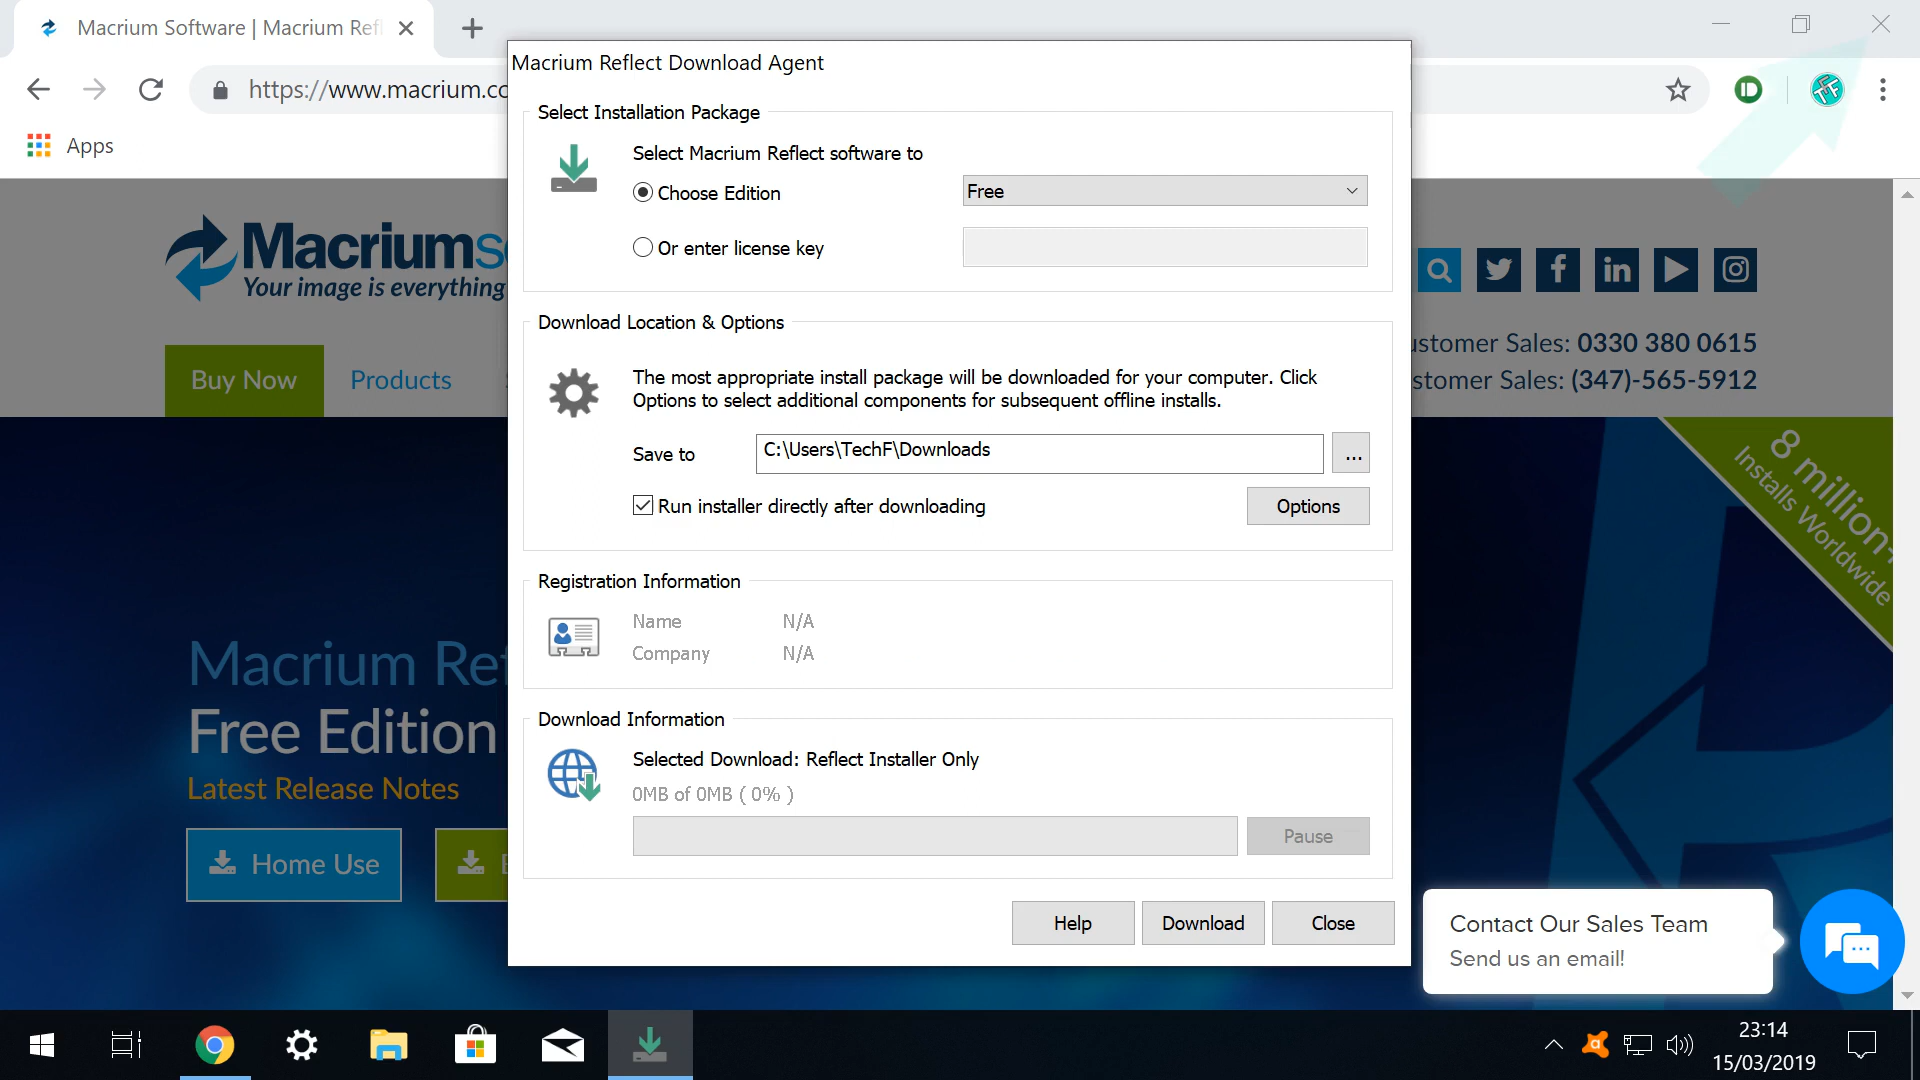 Macrium Software | Macrium Refl
https://www.macrium.co
Apps
Macrium Reflect Download Agent
Select Installation Package
Select Macrium Reflect software to
Choose Edition
Free
Or enter license key
Download Location & Options
The most appropriate install package will be downloaded for your computer. Click
Options to select additional components for subsequent offline installs.
Save to
C:\Users\TechF\Downloads
...
Run installer directly after downloading
Options
Registration Information
Name N/A
Company N/A
Download Information
Selected Download: Reflect Installer Only
0MB of 0MB ( 0% )
Pause
Help
Download
Close
Macriums
Your image is everything
Buy Now
Products
ustomer Sales: 0330 380 0615
stomer Sales: (347)-565-5912
8 million+
Installs Worldwide
Macrium Ref
Free Edition
Latest Release Notes
Home Use
Contact Our Sales Team
Send us an email!
23:14
15/03/2019